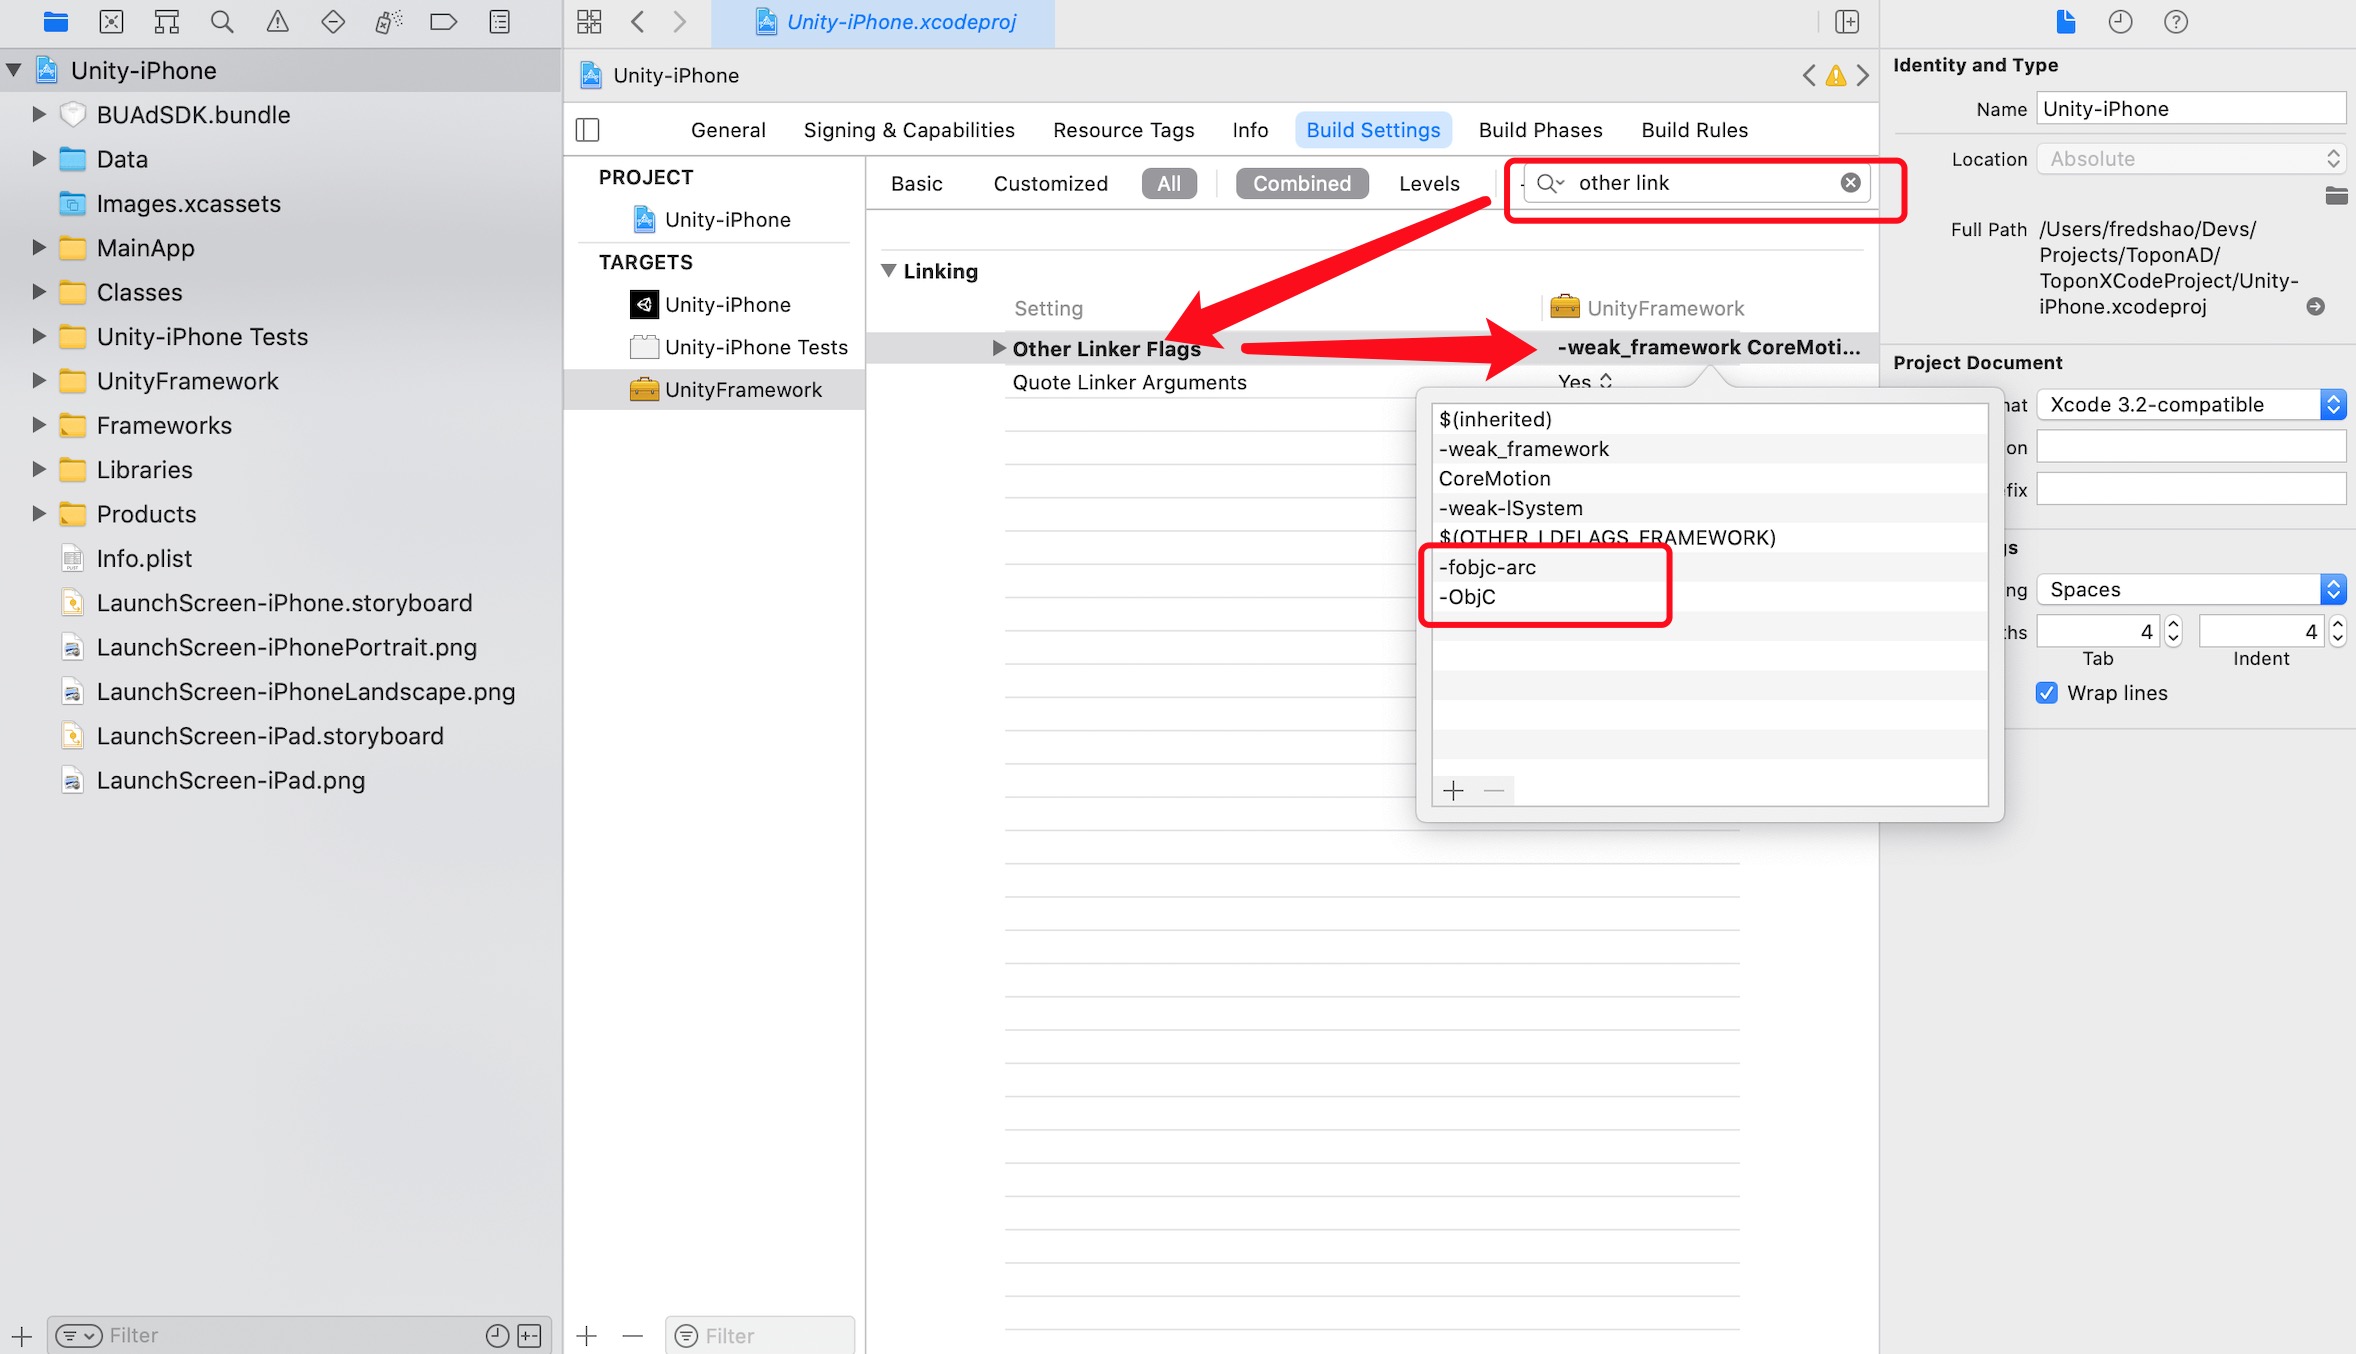 Unity-iPhone
BUAdSDK.bundle
Data
Images.xcassets
MainApp
Classes
Unity-iPhone Tests
UnityFramework
Frameworks
Libraries
Products
Info.plist
LaunchScreen-iPhone.storyboard
LaunchScreen-iPhonePortrait.png
LaunchScreen-iPhoneLandscape.png
LaunchScreen-iPad.storyboard
LaunchScreen-iPad.png
Filter
Unity-iPhone.xcodeproj
Unity-iPhone
General Signing & Capabilities Resource Tags Info Build Settings Build Phases Build Rules
PROJECT
Unity-iPhone
TARGETS
Unity-iPhone
Unity-iPhone Tests
UnityFramework
Filter
Basic Customized All Combined Levels other link
Linking
Setting UnityFramework
Other Linker Flags -weak_framework CoreMoti...
Quote Linker Arguments Yes
$(inherited)
-weak_framework
CoreMotion
-weak-lSystem
$(OTHER_LDFLAGS_FRAMEWORK)
-fobjc-arc
-ObjC
Identity and Type
Name Unity-iPhone
Location Absolute
Full Path /Users/fredshao/Devs/
Projects/ToponAD/
ToponXCodeProject/Unity-
iPhone.xcodeproj
Project Document
at Xcode 3.2-compatible
on
fix
gs
ng Spaces
ths 4 4
Tab Indent
Wrap lines